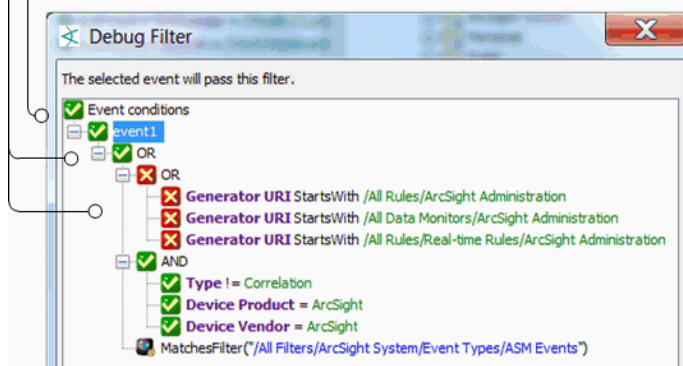 Debug Filter
The selected event will pass this filter.
Event conditions
event1
OR
OR
Generator URI StartsWith /All Rules/ArcSight Administration
Generator URI StartsWith /All Data Monitors/ArcSight Administration
Generator URI StartsWith /All Rules/Real-time Rules/ArcSight Administration
AND
Type != Correlation
Device Product = ArcSight
Device Vendor = ArcSight
MatchesFilter("/All Filters/ArcSight System/Event Types/ASM Events")